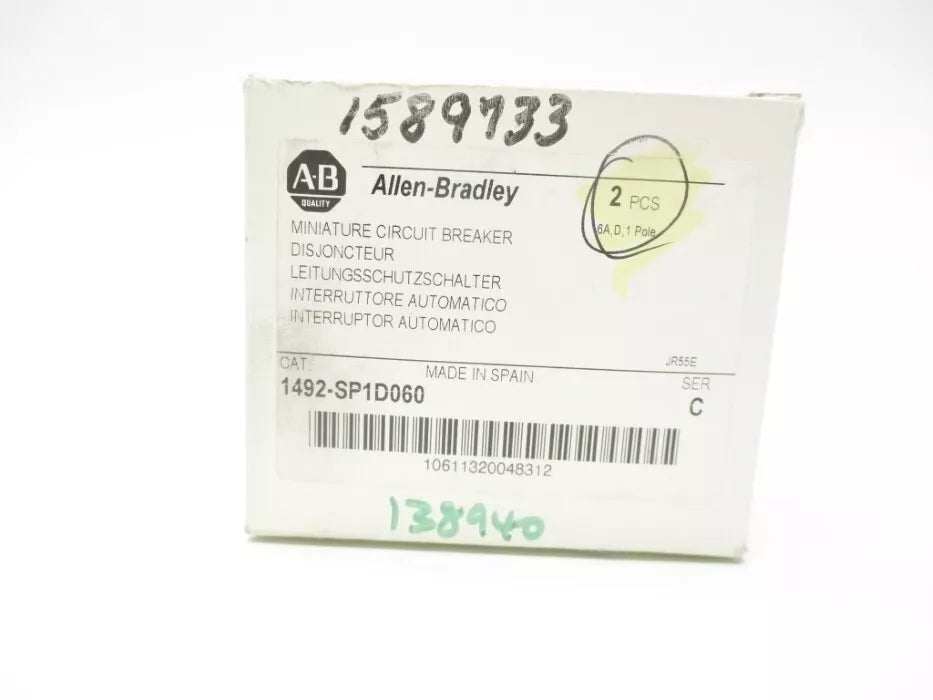 1589733
A-B
QUALITY
Allen-Bradley
2 PCS
6A,D,1 Pole
MINIATURE CIRCUIT BREAKER
DISJONCTEUR
LEITUNGSSCHUTZSCHALTER
INTERRUTTORE AUTOMATICO
INTERRUPTOR AUTOMATICO
JR55E
CAT.
MADE IN SPAIN
SER
1492-SP1D060
C
10611320048312
138940